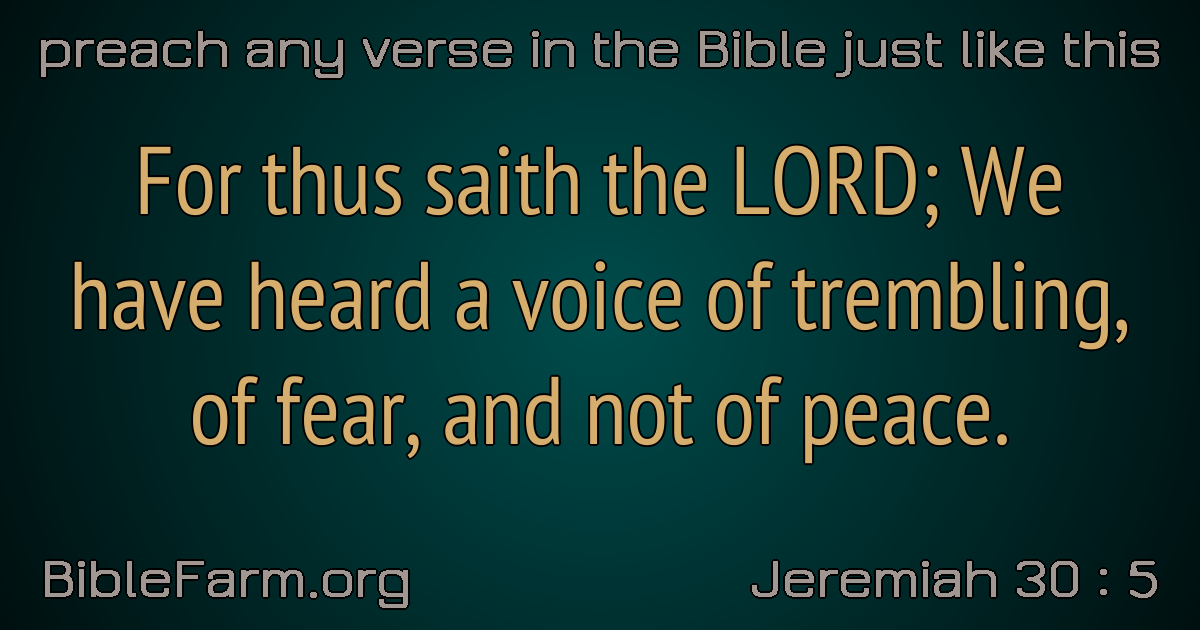 preach any verse in the Bible just like this
For thus saith the LORD; We
have heard a voice of trembling,
of fear, and not of peace.
BibleFarm.org
Jeremiah 30 : 5